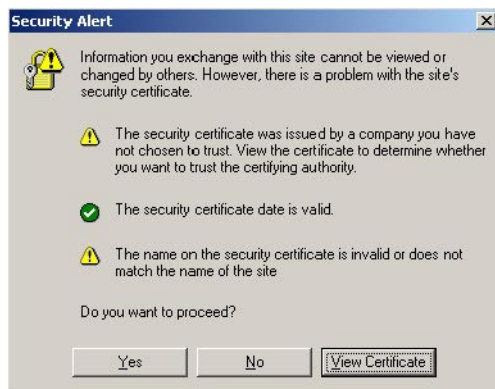 Security Alert
Information you exchange with this site cannot be viewed or
changed by others. However, there is a problem with the site's
security certificate.
The security certificate was issued by a company you have
not chosen to trust. View the certificate to determine whether
you want to trust the certifying authority.
The security certificate date is valid.
The name on the security certificate is invalid or does not
match the name of the site
Do you want to proceed?
Yes No View Certificate